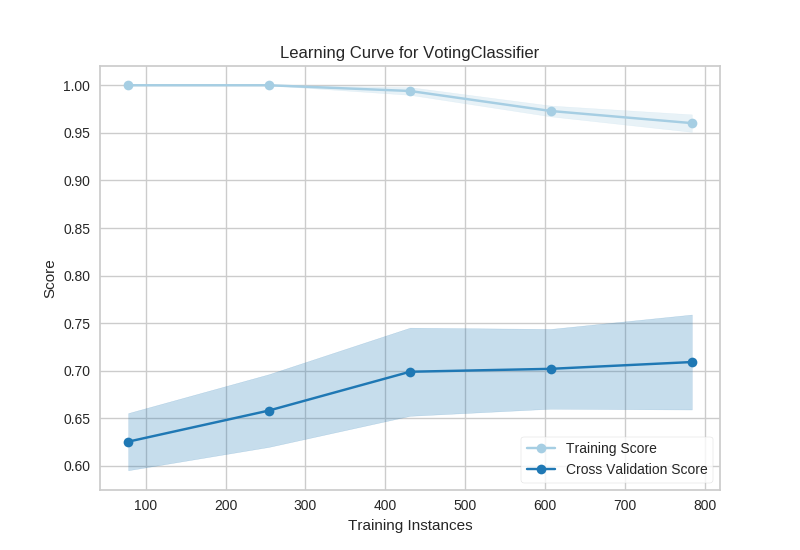 Learning Curve for VotingClassifier
1.00
0.95
0.90
0.85
0.80
0.75
0.70
0.65
0.60
Score
Training Score
Cross Validation Score
100 200 300 400 500 600 700 800
Training Instances